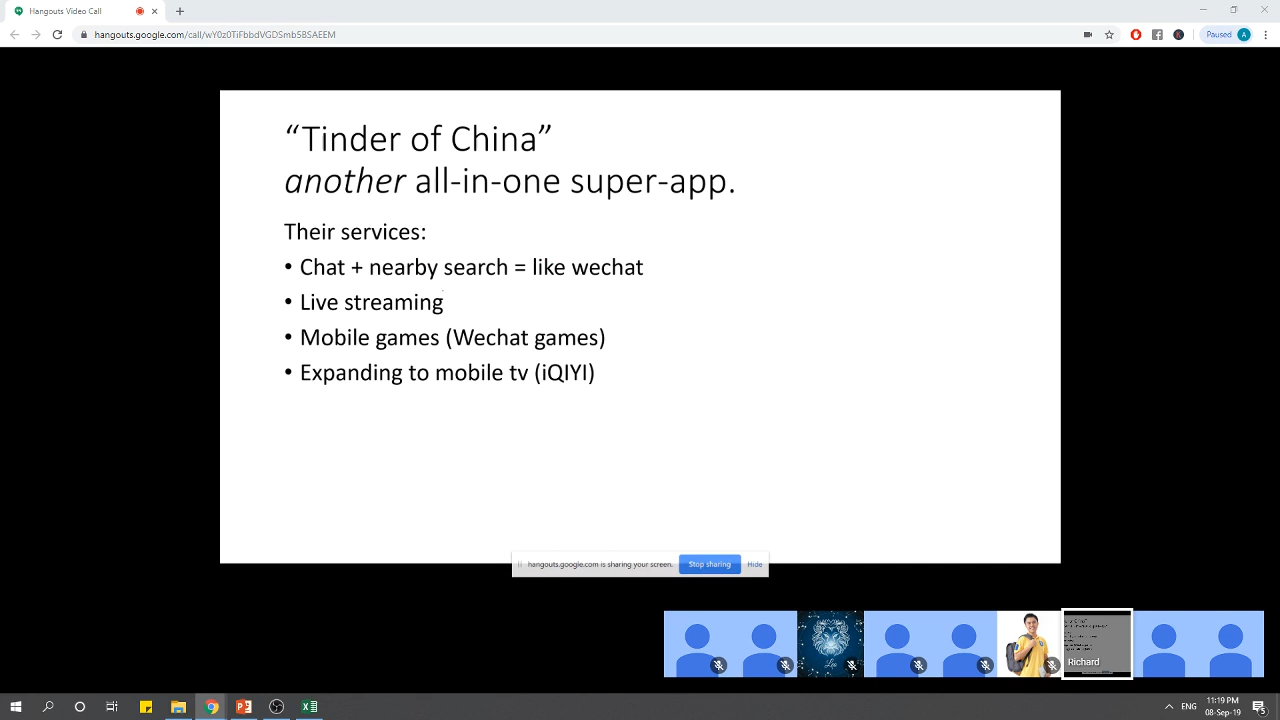 Hangouts Video Call
hangouts.google.com/call/wY0z0TiFbbdVGDSmb5BSAEEM
Paused
A
“Tinder of China”
another all-in-one super-app.
Their services:
• Chat + nearby search = like wechat
• Live streaming
• Mobile games (Wechat games)
• Expanding to mobile tv (iQIYI)
hangouts.google.com is sharing your screen.
Stop sharing
Hide
Leo
Richard
ENG
11:19 PM
08-Sep-19